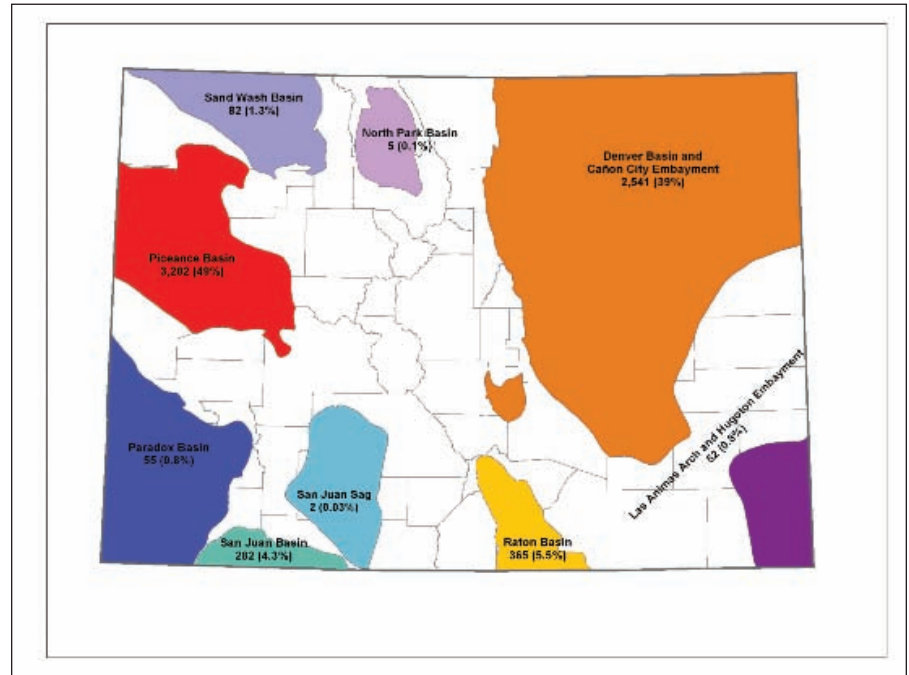 Sand Wash Basin
82 (1.3%)
North Park Basin
5 (0.1%)
Denver Basin and
Cañon City Embayment
2,541 (39%)
Piceance Basin
3,202 (49%)
Las Animas Arch and Hugoton Embayment
52 (0.8%)
Paradox Basin
55 (0.8%)
San Juan Sag
2 (0.03%)
San Juan Basin
282 (4.3%)
Raton Basin
365 (5.5%)